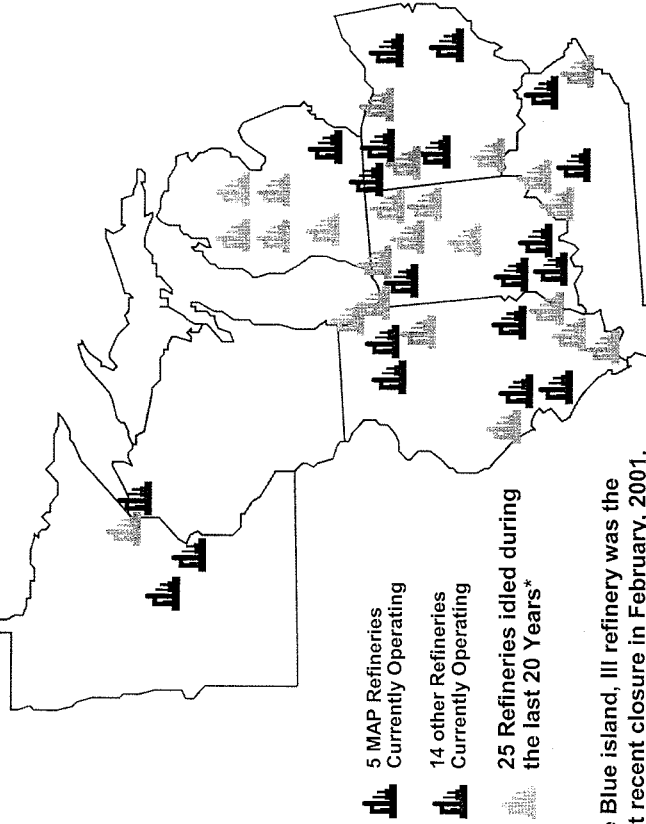 5 MAP Refineries
Currently Operating
14 other Refineries
Currently Operating
25 Refineries idled during
the last 20 Years*
Blue island, Ill refinery was the
recent closure in February, 2001.